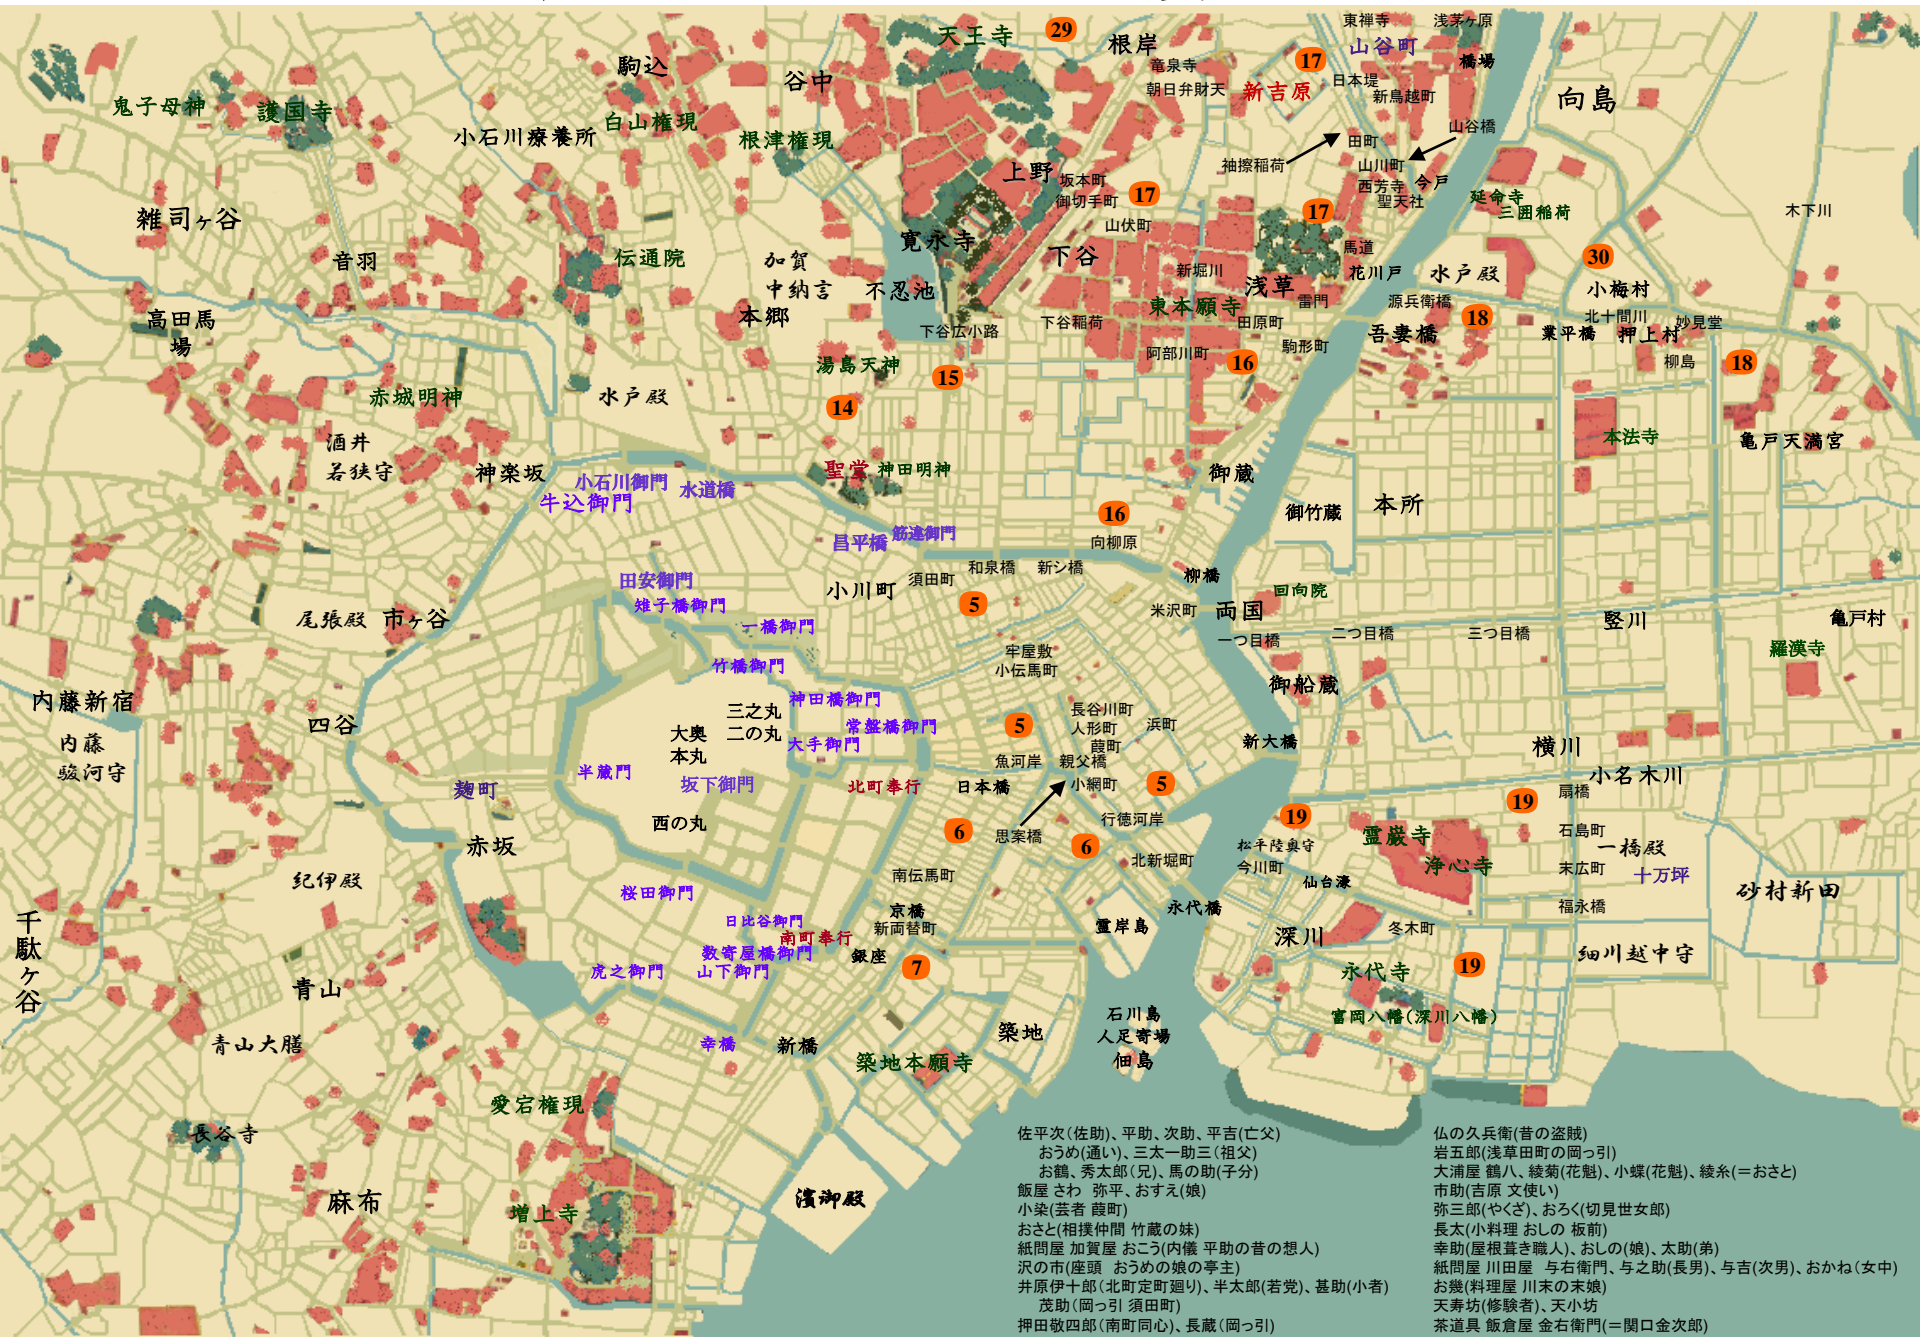 天王寺
29
根岸
東禅寺
浅茅ヶ原
山谷町
橋場
竜泉寺
17
日本堤
朝日弁財天
新吉原
新鳥越町
向島
駒込
谷中
鬼子母神
護国寺
小石川療養所
白山権現
根津権現
山谷橋
田町
袖摺稲荷
山川町
上野
坂本町
御切手町
17
西芳寺
今戸
聖天社
延命寺
三囲稲荷
木下川
雑司ヶ谷
山伏町
17
寛永寺
下谷
馬道
音羽
伝通院
加賀
中納言
不忍池
新堀川
浅草
花川戸
水戸殿
30
小梅村
高田馬
場
本郷
下谷広小路
下谷稲荷
東本願寺
雷門
田原町
源兵衛橋
18
北十間川
妙見堂
吾妻橋
業平橋
押上村
湯島天神
15
阿部川町
16
駒形町
柳島
18
赤城明神
水戸殿
14
本法寺
亀戸天満宮
酒井
若狭守
神楽坂
聖堂
神田明神
御蔵
小石川御門
水道橋
牛込御門
御竹蔵
本所
昌平橋
筋違御門
16
向柳原
田安御門
小川町
須田町
和泉橋
新シ橋
柳橋
回向院
雉子橋御門
5
米沢町
両国
尾張殿
市ヶ谷
一橋御門
一つ目橋
二つ目橋
三つ目橋
竪川
亀戸村
竹橋御門
牢屋敷
小伝馬町
羅漢寺
内藤新宿
神田橋御門
御船蔵
四谷
三之丸
二の丸
大奥
本丸
常盤橋御門
大手御門
5
長谷川町
人形町
葭町
浜町
内藤
駿河守
新大橋
横川
半蔵門
坂下御門
北町奉行
魚河岸
親父橋
日本橋
小網町
5
小名木川
扇橋
麹町
19
19
西の丸
6
思案橋
行徳河岸
石島町
赤坂
6
松平陸奥守
霊巌寺
一橋殿
北新堀町
今川町
浄心寺
末広町
十万坪
紀伊殿
南伝馬町
仙台濠
砂村新田
桜田御門
京橋
永代橋
福永橋
日比谷御門
新両替町
霊岸島
冬木町
千駄ヶ谷
南町奉行
数寄屋橋御門
銀座
深川
細川越中守
虎之御門
山下御門
7
永代寺
19
青山
石川島
人足寄場
佃島
富岡八幡(深川八幡)
築地
青山大膳
幸橋
新橋
築地本願寺
愛宕権現
長谷寺
麻布
増上寺
濱御殿
佐平次(佐助)、平助、次助、平吉(亡父)
おうめ(通い)、三太一助三(祖父)
お鶴、秀太郎(兄)、馬の助(子分)
飯屋 さわ 弥平、おすえ(娘)
小染(芸者 葭町)
おさと(相撲仲間 竹蔵の妹)
紙問屋 加賀屋 おこう(内儀 平助の昔の想人)
沢の市(座頭 おうめの娘の亭主)
井原伊十郎(北町定町廻り)、半太郎(若党)、甚助(小者)
茂助(岡っ引 須田町)
押田敬四郎(南町同心)、長蔵(岡っ引)
仏の久兵衛(昔の盗賊)
岩五郎(浅草田町の岡っ引)
大浦屋 鶴八、綾菊(花魁)、小蝶(花魁)、綾糸(＝おさと)
市助(吉原 文使い)
弥三郎(やくざ)、おろく(切見世女郎)
長太(小料理 おしの 板前)
幸助(屋根葺き職人)、おしの(娘)、太助(弟)
紙問屋 川田屋 与右衛門、与之助(長男)、与吉(次男)、おかね(女中)
お幾(料理屋 川末の末娘)
天寿坊(修験者)、天小坊
茶道具 飯倉屋 金右衛門(＝関口金次郎)